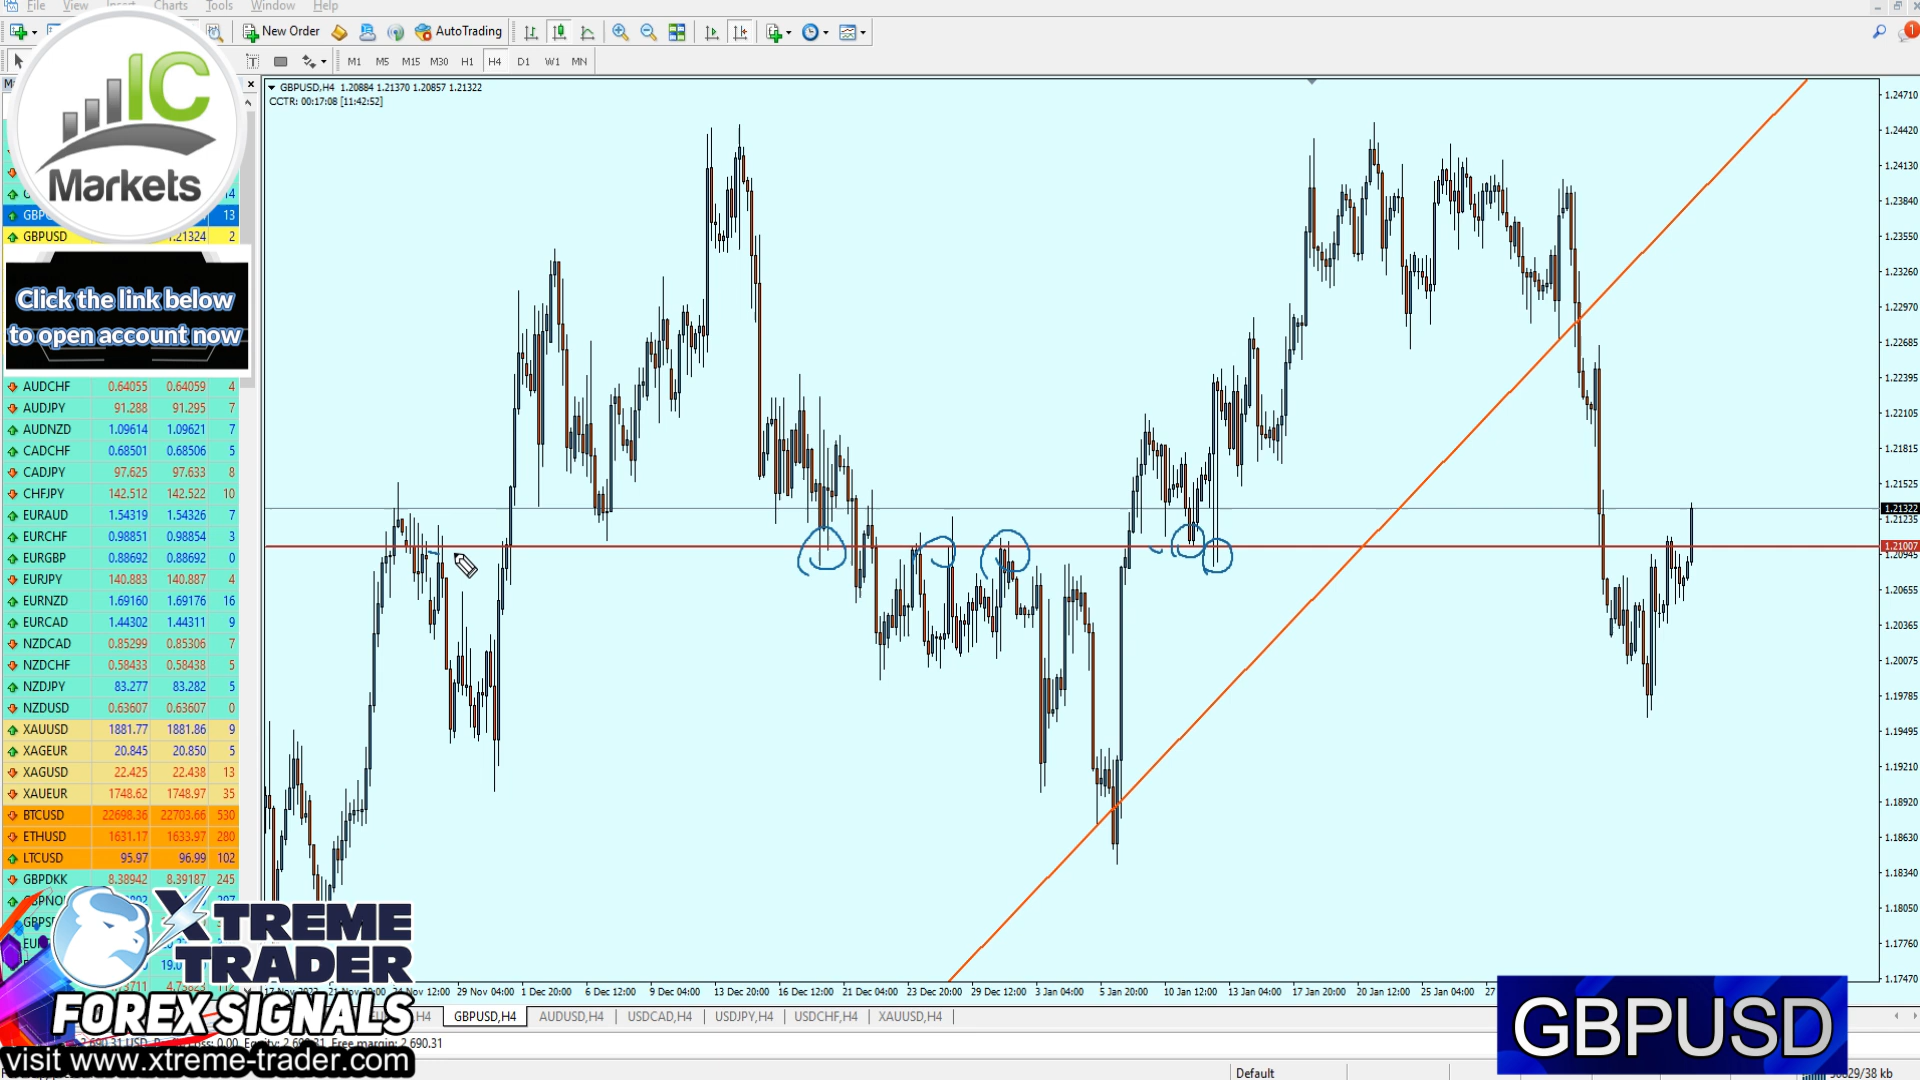 File View Insert Charts Tools Window Help
New Order AutoTrading
M1 M5 M15 M30 H1 H4 D1 W1 MN
IC
Markets
GBPUSD,H4 1.20884 1.21370 1.20857 1.21322
CCTR: 00:17:08 [11:42:52]
14
13
GBPUSD 1.21324 2
Click the link below
to open account now
AUDCHF 0.64055 0.64059 4
AUDJPY 91.288 91.295 7
AUDNZD 1.09614 1.09621 7
CADCHF 0.68501 0.68506 5
CADJPY 97.625 97.633 8
CHFJPY 142.512 142.522 10
EURAUD 1.54319 1.54326 7
EURCHF 0.98851 0.98854 3
EURGBP 0.88692 0.88692 0
EURJPY 140.883 140.887 4
EURNZD 1.69160 1.69176 16
EURCAD 1.44302 1.44311 9
NZDCAD 0.85299 0.85306 7
NZDCHF 0.58433 0.58438 5
NZDJPY 83.277 83.282 5
NZDUSD 0.63607 0.63607 0
XAUUSD 1881.77 1881.86 9
XAGEUR 20.845 20.850 5
XAGUSD 22.425 22.438 13
XAUEUR 1748.62 1748.97 35
BTCUSD 22698.36 22703.66 530
ETHUSD 1631.17 1633.97 280
LTCUSD 95.97 96.99 102
GBPDKK 8.38942 8.39187 245
XTREME
TRADER
FOREX SIGNALS
visit www.xtreme-trader.com
1.24710
1.24420
1.24130
1.23840
1.23550
1.23260
1.22970
1.22685
1.22395
1.22105
1.21815
1.21525
1.21322
1.21235
1.21007
1.20945
1.20655
1.20365
1.20075
1.19785
1.19495
1.19210
1.18920
1.18630
1.18340
1.18050
1.17760
1.17470
29 Nov 04:00 1 Dec 20:00 6 Dec 12:00 9 Dec 04:00 13 Dec 20:00 16 Dec 12:00 21 Dec 04:00 23 Dec 20:00 29 Dec 12:00 3 Jan 04:00 5 Jan 20:00 10 Jan 12:00 13 Jan 04:00 17 Jan 20:00 20 Jan 12:00 25 Jan 04:00 27
GBPUSD,H4 AUDUSD,H4 USDCAD,H4 USDJPY,H4 USDCHF,H4 XAUUSD,H4
Free margin: 2 690.31
GBPUSD
Default